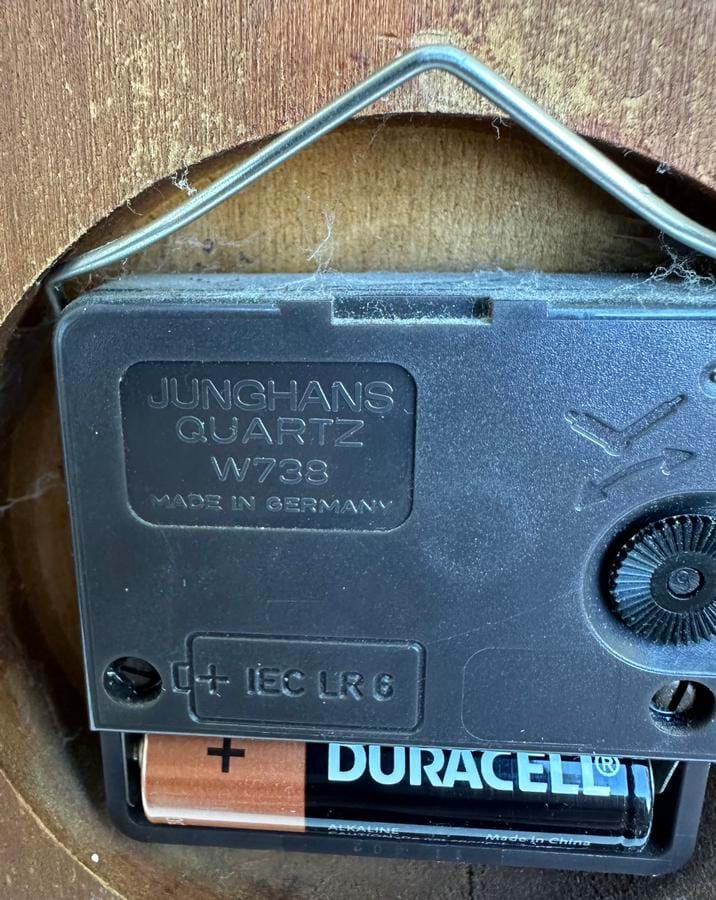 JUNGHANS
QUARTZ
W738
MADE IN GERMANY
+ IEC LR 6
+ DURACELL®
ALKALINE Made in China